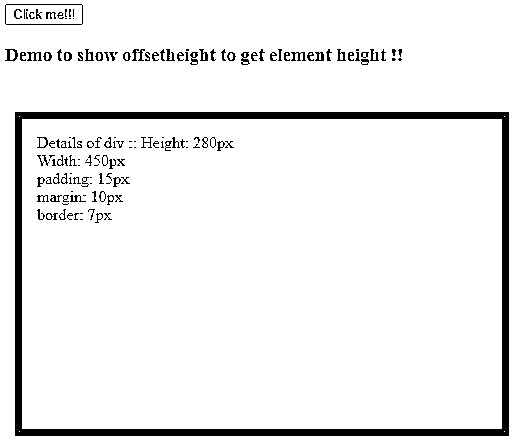 Click me!!!
Demo to show offsetheight to get element height !!
Details of div :: Height: 280px
Width: 450px
padding: 15px
margin: 10px
border: 7px